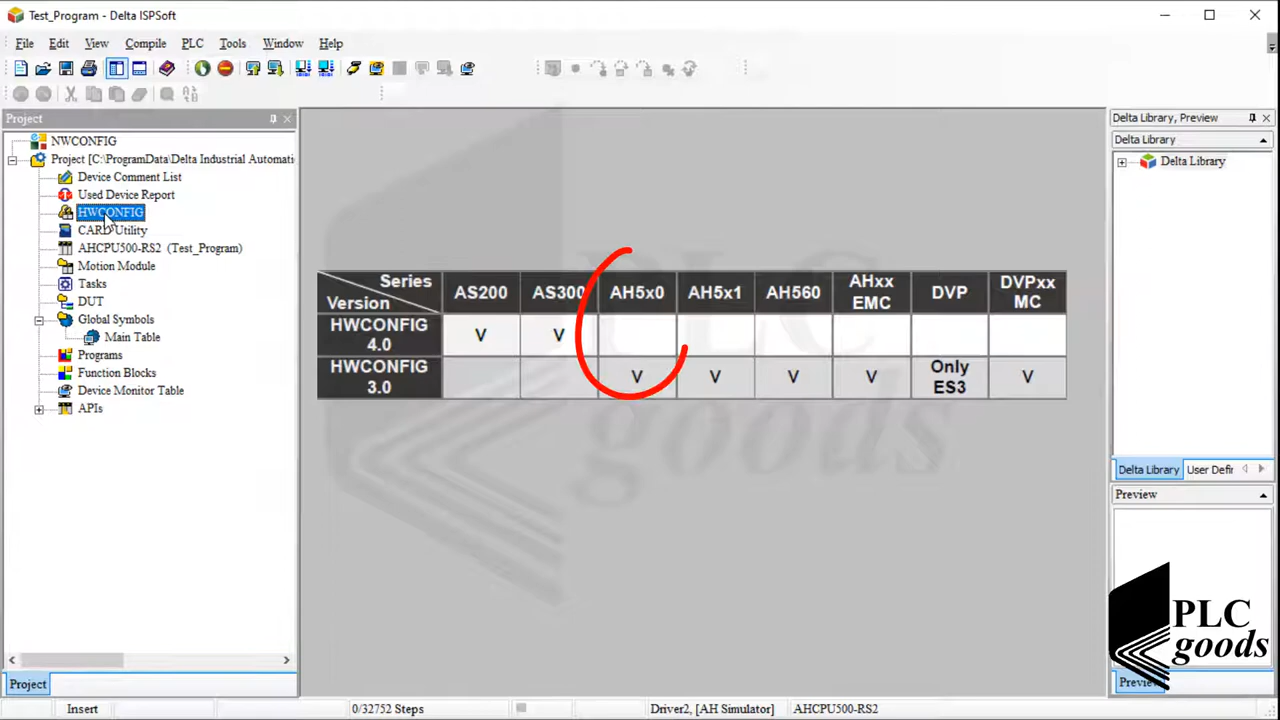 Test_Program - Delta ISPSoft
File Edit View Compile PLC Tools Window Help
Project
NWCONFIG
Project [C:\ProgramData\Delta Industrial Automati
Device Comment List
Used Device Report
HWCONFIG
CARD Utility
AHCPU500-RS2 (Test_Program)
Motion Module
Tasks
DUT
Global Symbols
Main Table
Programs
Function Blocks
Device Monitor Table
APIs
Project
Series
Version
AS200 AS300 AH5x0 AH5x1 AH560 AHxx EMC DVP DVPxx MC
HWCONFIG 4.0 V V
HWCONFIG 3.0 V V V V Only ES3 V
PLC
goods
Delta Library, Preview
Delta Library
Delta Library
Delta Library User Defir
Preview
PLC
goods
Preview
Insert 0/32752 Steps Driver2, [AH Simulator] AHCPU500-RS2